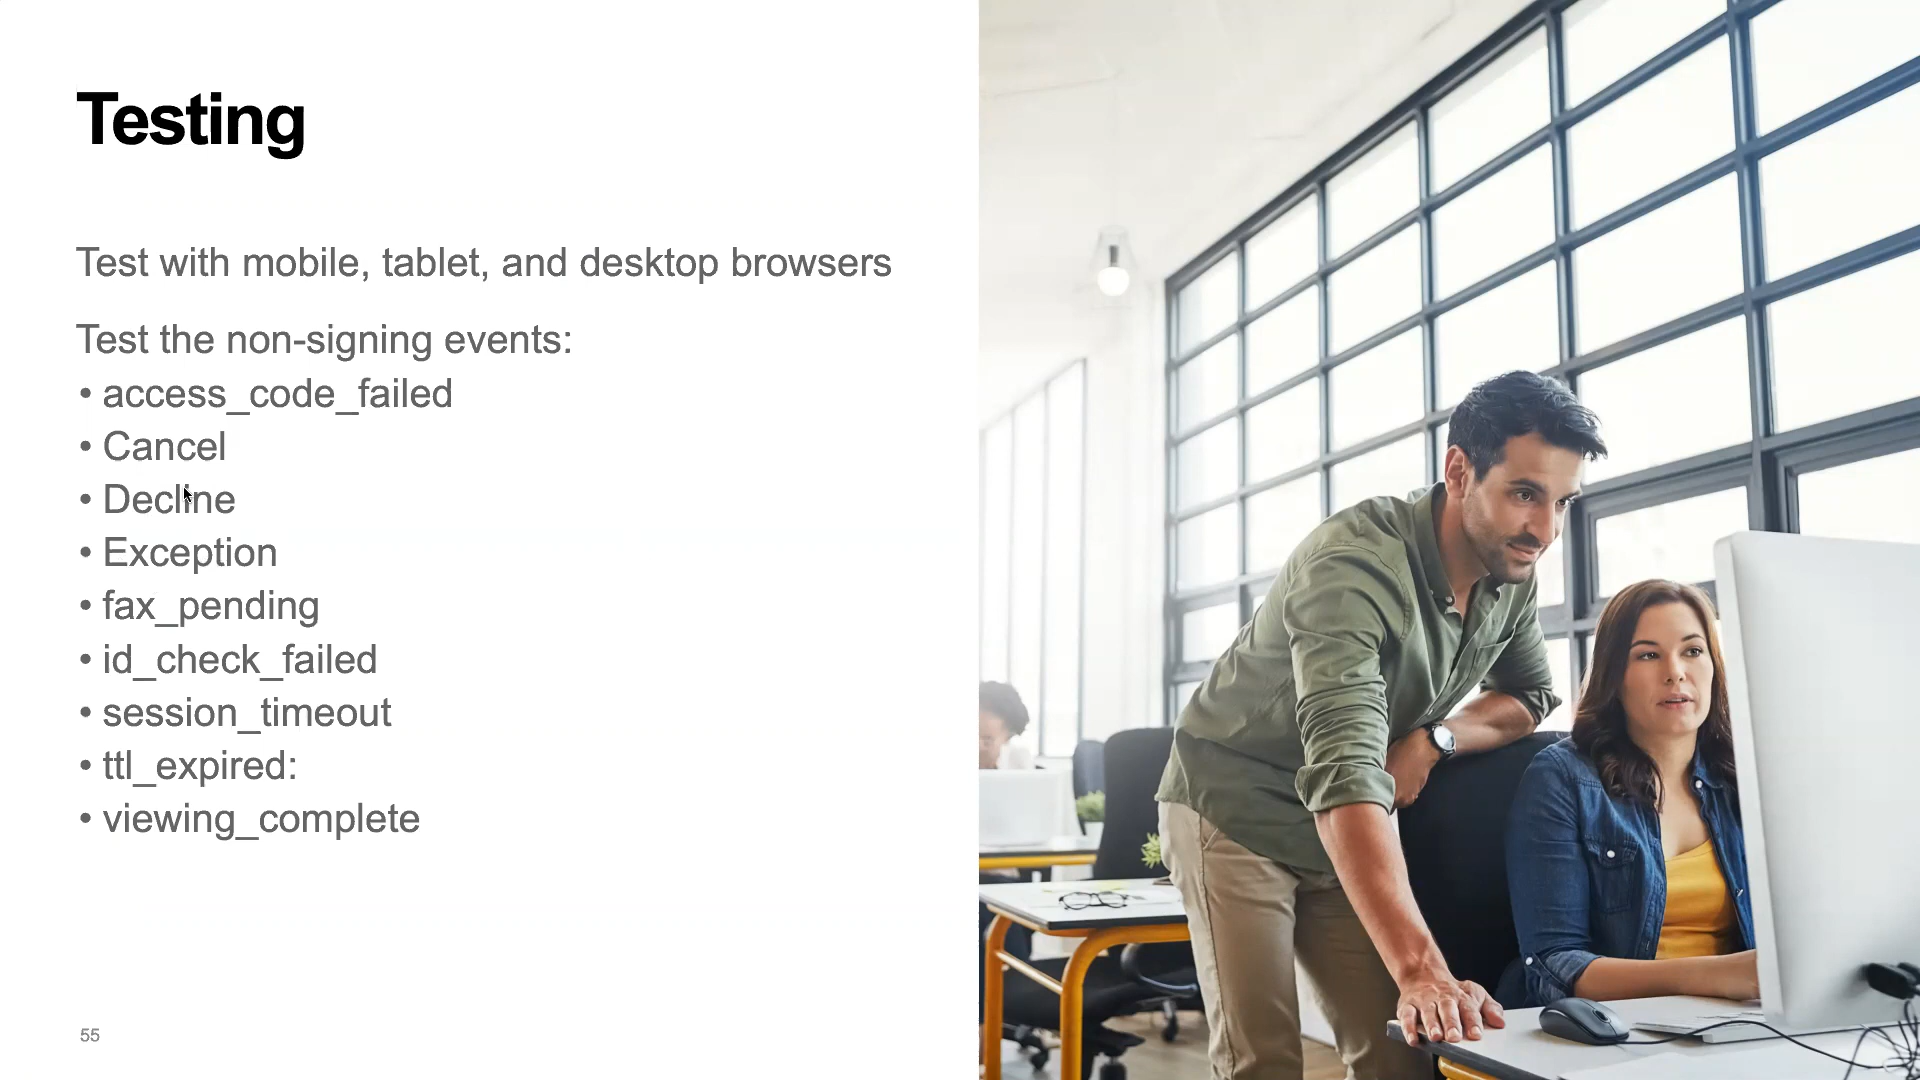 Testing
Test with mobile, tablet, and desktop browsers
Test the non-signing events:
• access_code_failed
• Cancel
• Decline
• Exception
• fax_pending
• id_check_failed
• session_timeout
• ttl_expired:
• viewing_complete
55